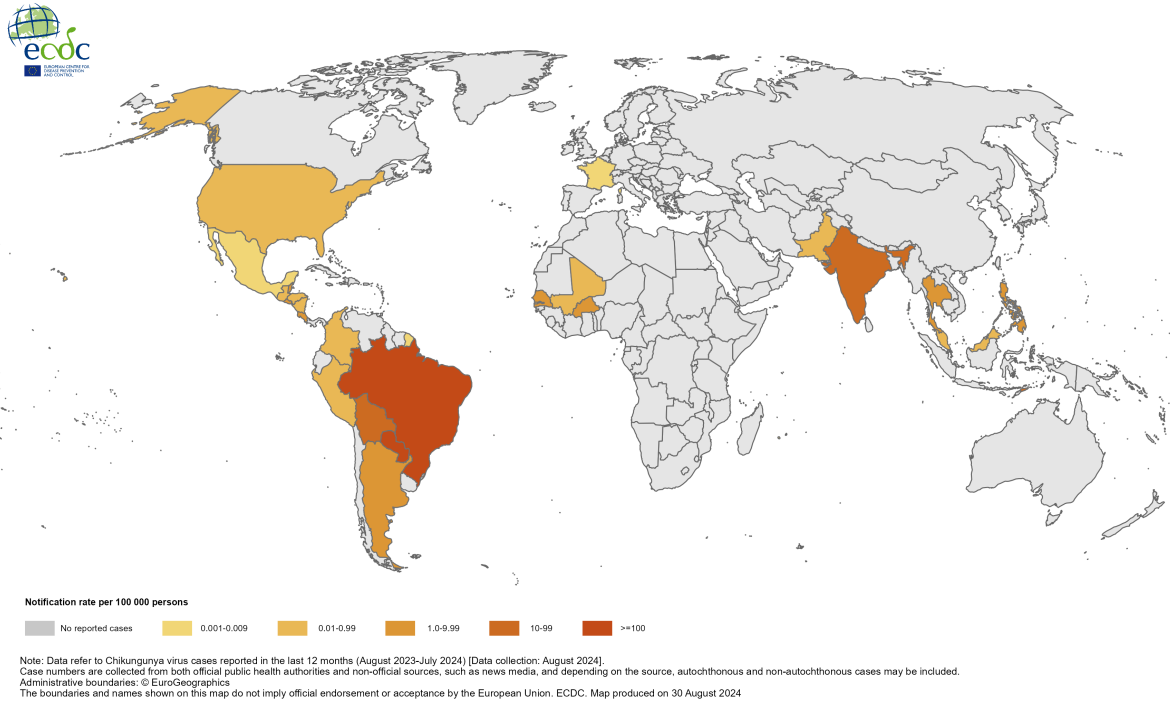 ecdc
EUROPEAN CENTRE FOR
DISEASE PREVENTION
AND CONTROL
Notification rate per 100 000 persons
No reported cases
0.001-0.009
0.01-0.99
1.0-9.99
10-99
>=100
Note: Data refer to Chikungunya virus cases reported in the last 12 months (August 2023-July 2024) [Data collection: August 2024].
Case numbers are collected from both official public health authorities and non-official sources, such as news media, and depending on the source, autochthonous and non-autochthonous cases may be included.
Administrative boundaries: © EuroGeographics
The boundaries and names shown on this map do not imply official endorsement or acceptance by the European Union. ECDC. Map produced on 30 August 2024